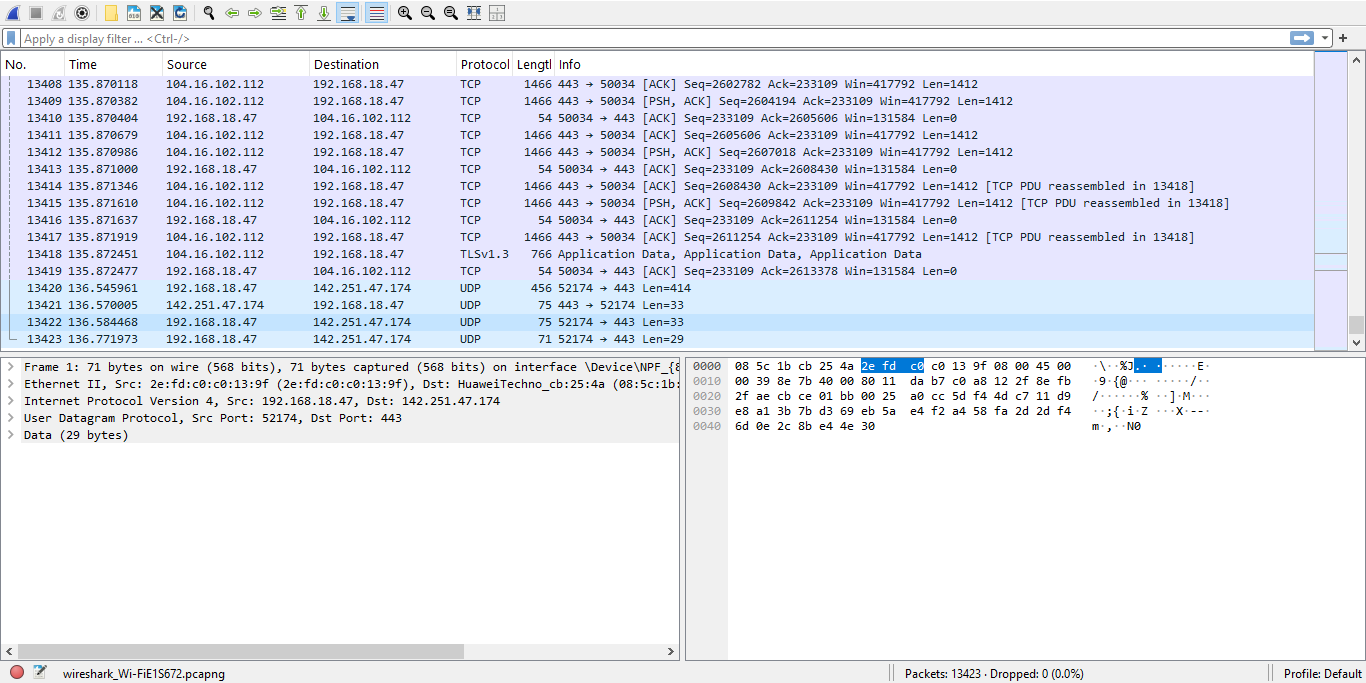 Apply a display filter ... <Ctrl-/>
No. Time Source Destination Protocol Lengtl Info
13408 135.870118 104.16.102.112 192.168.18.47 TCP 1466 443 → 50034 [ACK] Seq=2602782 Ack=233109 Win=417792 Len=1412
13409 135.870382 104.16.102.112 192.168.18.47 TCP 1466 443 → 50034 [PSH, ACK] Seq=2604194 Ack=233109 Win=417792 Len=1412
13410 135.870404 192.168.18.47 104.16.102.112 TCP 54 50034 → 443 [ACK] Seq=233109 Ack=2605606 Win=131584 Len=0
13411 135.870679 104.16.102.112 192.168.18.47 TCP 1466 443 → 50034 [ACK] Seq=2605606 Ack=233109 Win=417792 Len=1412
13412 135.870986 104.16.102.112 192.168.18.47 TCP 1466 443 → 50034 [PSH, ACK] Seq=2607018 Ack=233109 Win=417792 Len=1412
13413 135.871000 192.168.18.47 104.16.102.112 TCP 54 50034 → 443 [ACK] Seq=233109 Ack=2608430 Win=131584 Len=0
13414 135.871346 104.16.102.112 192.168.18.47 TCP 1466 443 → 50034 [ACK] Seq=2608430 Ack=233109 Win=417792 Len=1412 [TCP PDU reassembled in 13418]
13415 135.871610 104.16.102.112 192.168.18.47 TCP 1466 443 → 50034 [PSH, ACK] Seq=2609842 Ack=233109 Win=417792 Len=1412 [TCP PDU reassembled in 13418]
13416 135.871637 192.168.18.47 104.16.102.112 TCP 54 50034 → 443 [ACK] Seq=233109 Ack=2611254 Win=131584 Len=0
13417 135.871919 104.16.102.112 192.168.18.47 TCP 1466 443 → 50034 [ACK] Seq=2611254 Ack=233109 Win=417792 Len=1412 [TCP PDU reassembled in 13418]
13418 135.872451 104.16.102.112 192.168.18.47 TLSv1.3 766 Application Data, Application Data, Application Data
13419 135.872477 192.168.18.47 104.16.102.112 TCP 54 50034 → 443 [ACK] Seq=233109 Ack=2613378 Win=131584 Len=0
13420 136.545961 192.168.18.47 142.251.47.174 UDP 456 52174 → 443 Len=414
13421 136.570005 142.251.47.174 192.168.18.47 UDP 75 443 → 52174 Len=33
13422 136.584468 192.168.18.47 142.251.47.174 UDP 75 52174 → 443 Len=33
13423 136.771973 192.168.18.47 142.251.47.174 UDP 71 52174 → 443 Len=29
Frame 1: 71 bytes on wire (568 bits), 71 bytes captured (568 bits) on interface \Device\NPF_{8
Ethernet II, Src: 2e:fd:c0:c0:13:9f (2e:fd:c0:c0:13:9f), Dst: HuaweiTechno_cb:25:4a (08:5c:1b:
Internet Protocol Version 4, Src: 192.168.18.47, Dst: 142.251.47.174
User Datagram Protocol, Src Port: 52174, Dst Port: 443
Data (29 bytes)
0000 08 5c 1b cb 25 4a 2e fd c0 c0 13 9f 08 00 45 00 ·\··%J.·······E·
0010 00 39 8e 7b 40 00 80 11 da b7 c0 a8 12 2f 8e fb ·9·{@········/··
0020 2f ae cb ce 01 bb 00 25 a0 cc 5d f4 4d c7 11 d9 /······%··]·M···
0030 e8 a1 3b 7b d3 69 eb 5a e4 f2 a4 58 fa 2d 2d f4 ··;{·i·Z···X·--·
0040 6d 0e 2c 8b e4 4e 30 m·,··N0
wireshark_Wi-FiE1S672.pcapng
Packets: 13423 · Dropped: 0 (0.0%)
Profile: Default